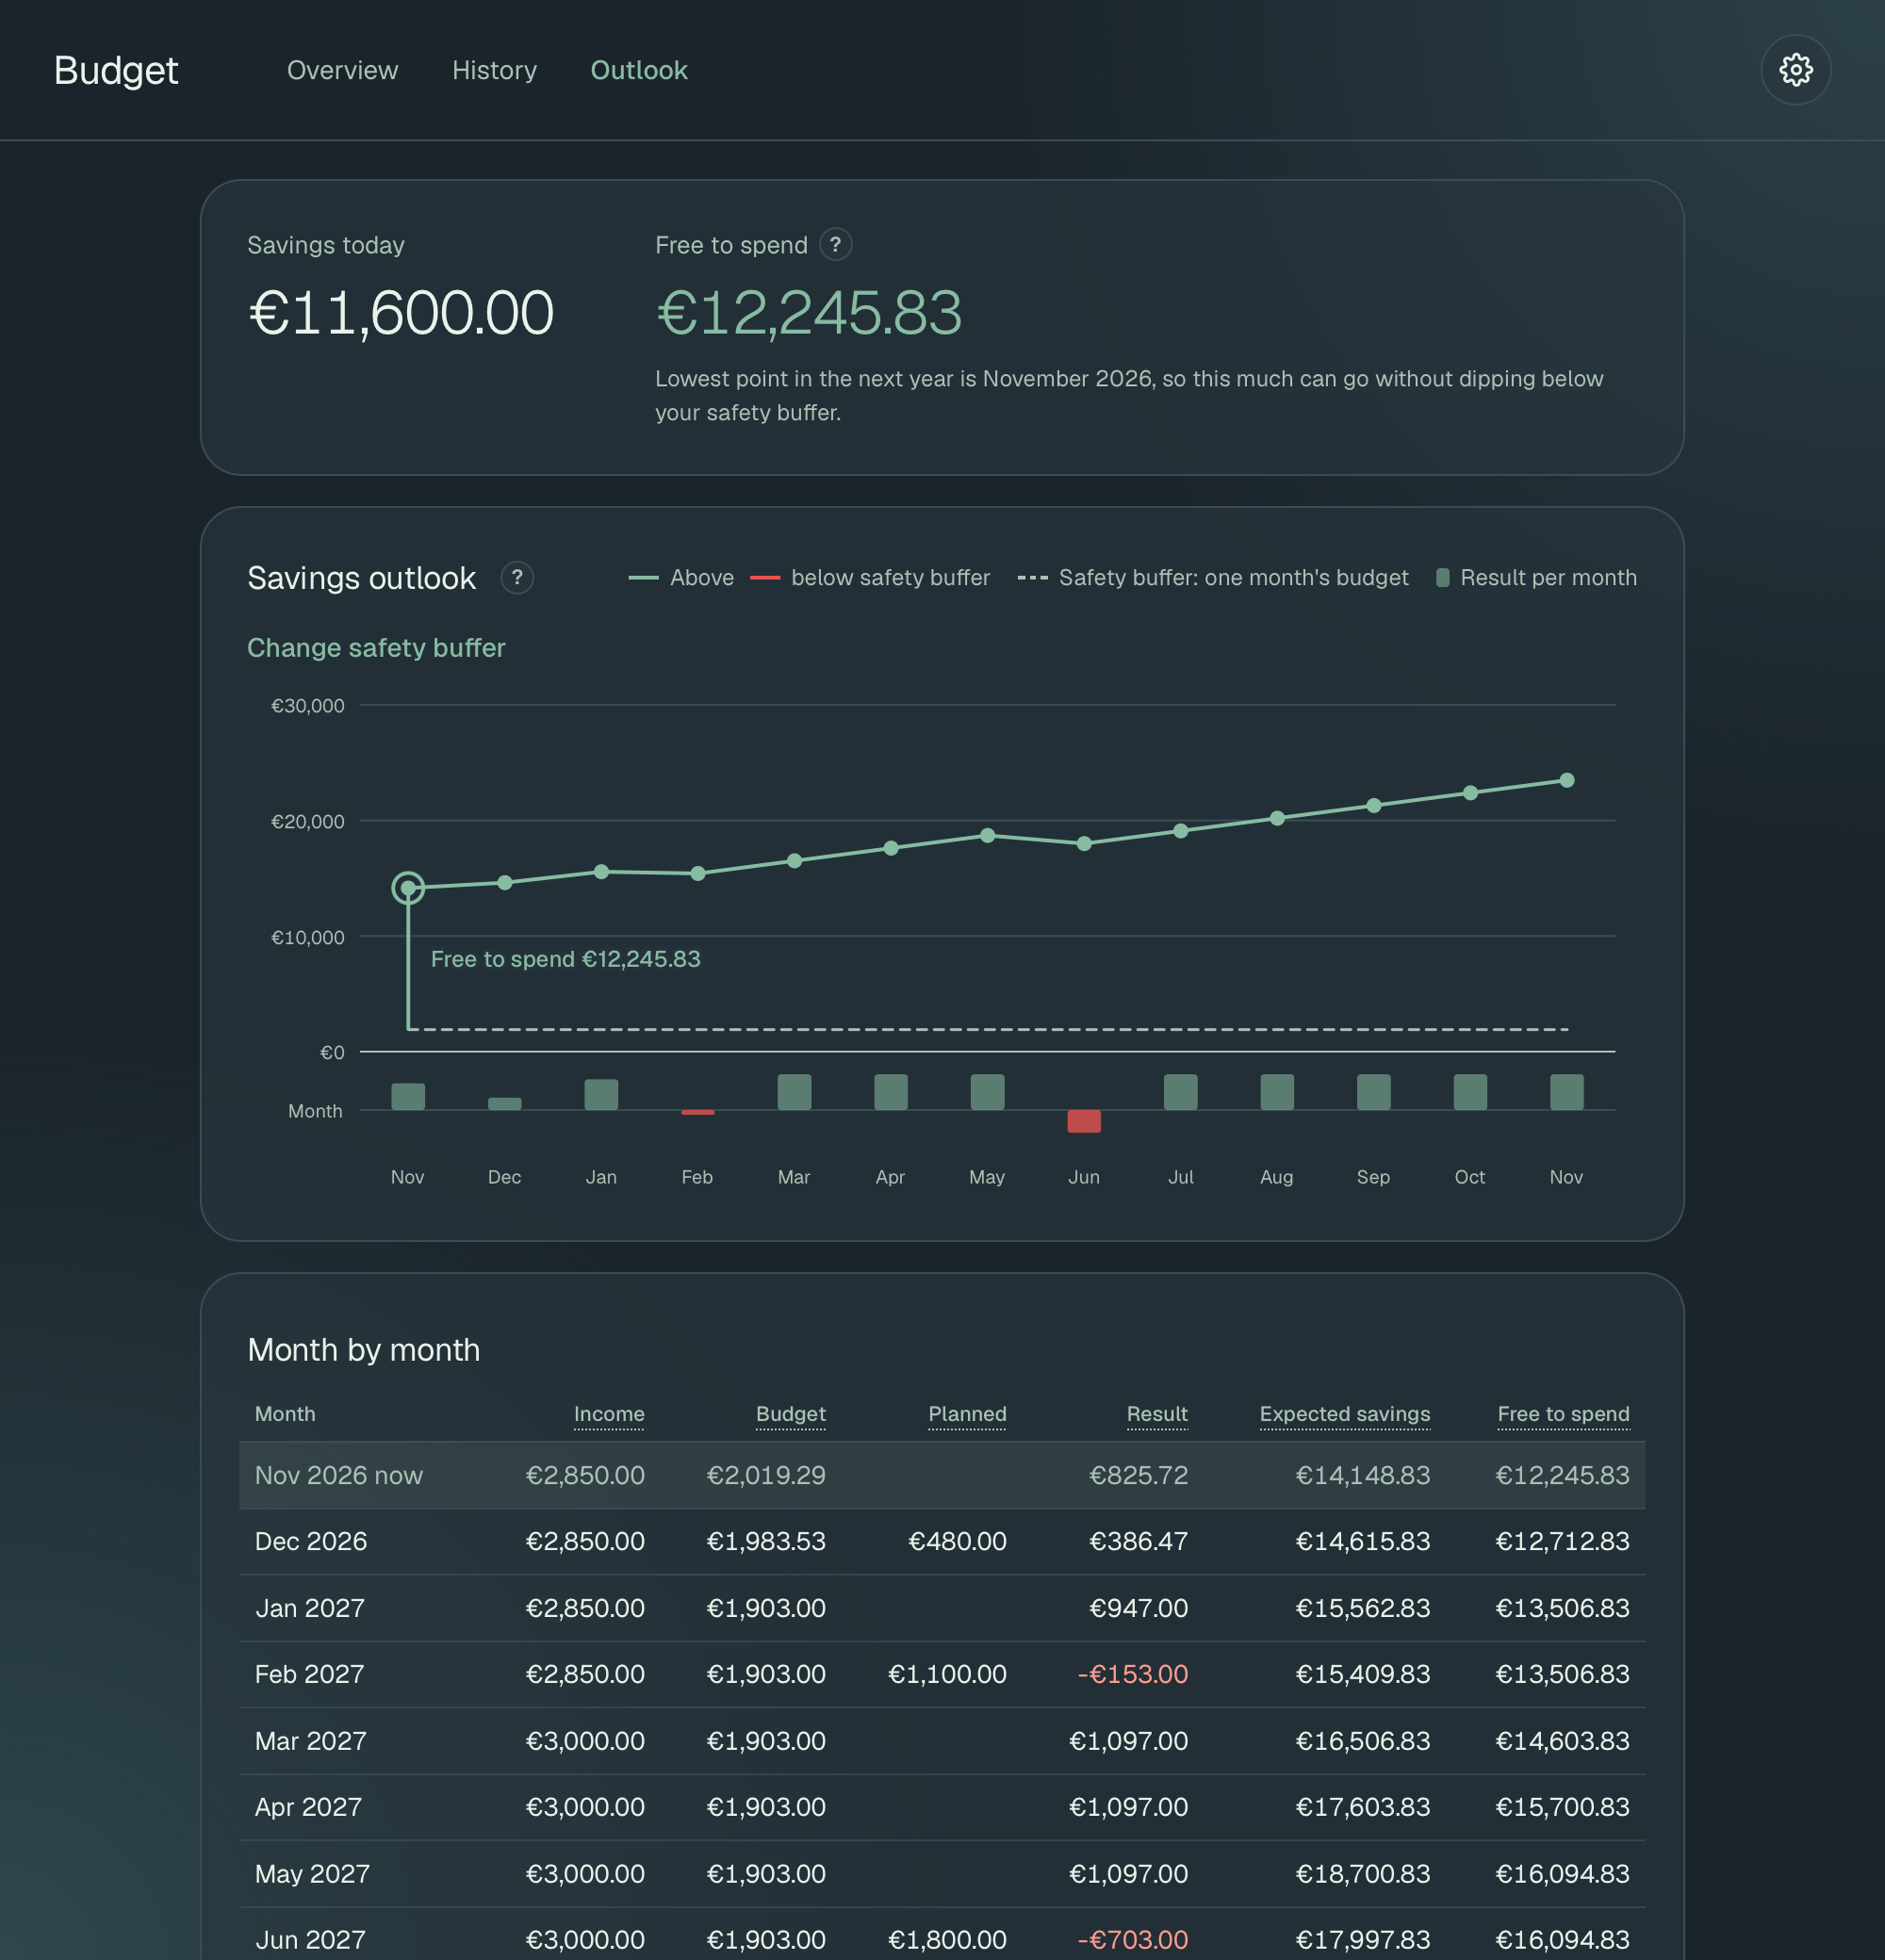 Budget
Overview
History
Outlook
Savings today
€11,600.00
Free to spend ?
€12,245.83
Lowest point in the next year is November 2026, so this much can go without dipping below
your safety buffer.
Savings outlook ?
Above
below safety buffer
Safety buffer: one month's budget
Result per month
Change safety buffer
€30,000
€20,000
€10,000
Free to spend €12,245.83
€0
Month
Nov Dec Jan Feb Mar Apr May Jun Jul Aug Sep Oct Nov
Month by month
Month Income Budget Planned Result Expected savings Free to spend
Nov 2026 now €2,850.00 €2,019.29 €825.72 €14,148.83 €12,245.83
Dec 2026 €2,850.00 €1,983.53 €480.00 €386.47 €14,615.83 €12,712.83
Jan 2027 €2,850.00 €1,903.00 €947.00 €15,562.83 €13,506.83
Feb 2027 €2,850.00 €1,903.00 €1,100.00 -€153.00 €15,409.83 €13,506.83
Mar 2027 €3,000.00 €1,903.00 €1,097.00 €16,506.83 €14,603.83
Apr 2027 €3,000.00 €1,903.00 €1,097.00 €17,603.83 €15,700.83
May 2027 €3,000.00 €1,903.00 €1,097.00 €18,700.83 €16,094.83
Jun 2027 €3,000.00 €1,903.00 €1,800.00 -€703.00 €17,997.83 €16,094.83